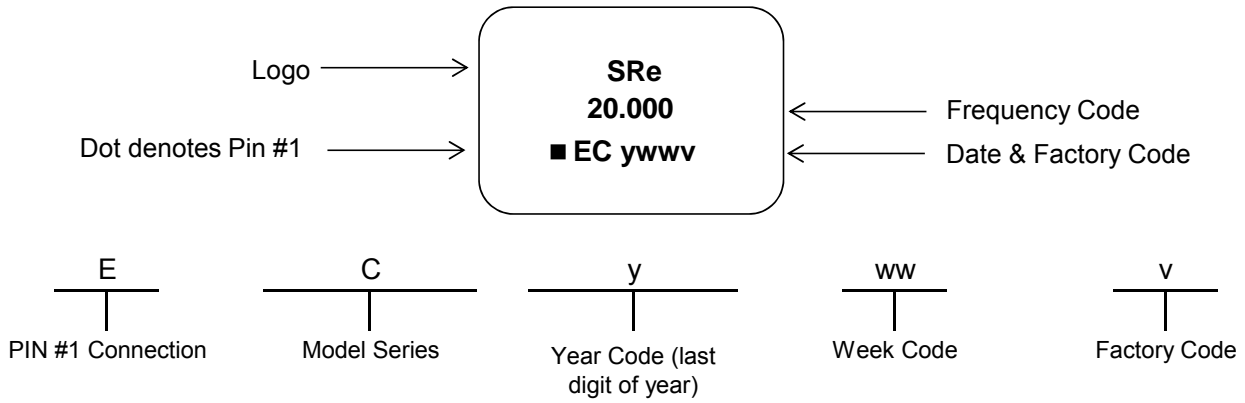 Logo
SRe
20.000
Frequency Code
Dot denotes Pin #1
■ EC ywwv
Date & Factory Code
E
C
y
ww
v
PIN #1 Connection
Model Series
Year Code (last
digit of year)
Week Code
Factory Code